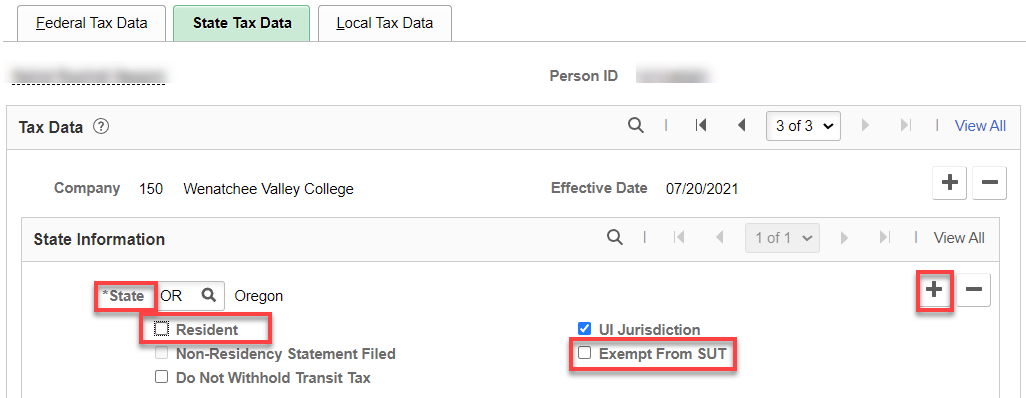 Federal Tax Data State Tax Data Local Tax Data
Person ID
Tax Data ? 3 of 3 View All
Company 150 Wenatchee Valley College Effective Date 07/20/2021
State Information 1 of 1 View All
*State OR Oregon
Resident UI Jurisdiction
Non-Residency Statement Filed Exempt From SUT
Do Not Withhold Transit Tax